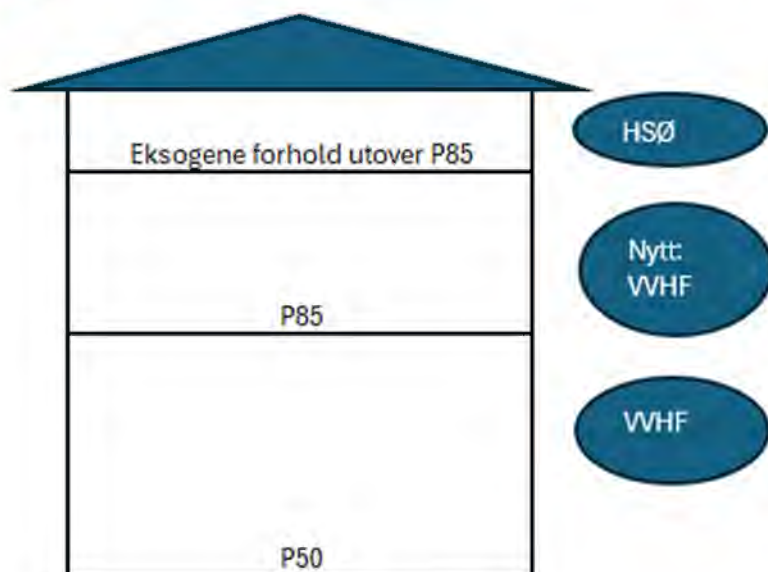 Eksogene forhold utover P85
HSØ
Nytt:
VVHF
P85
VVHF
P50